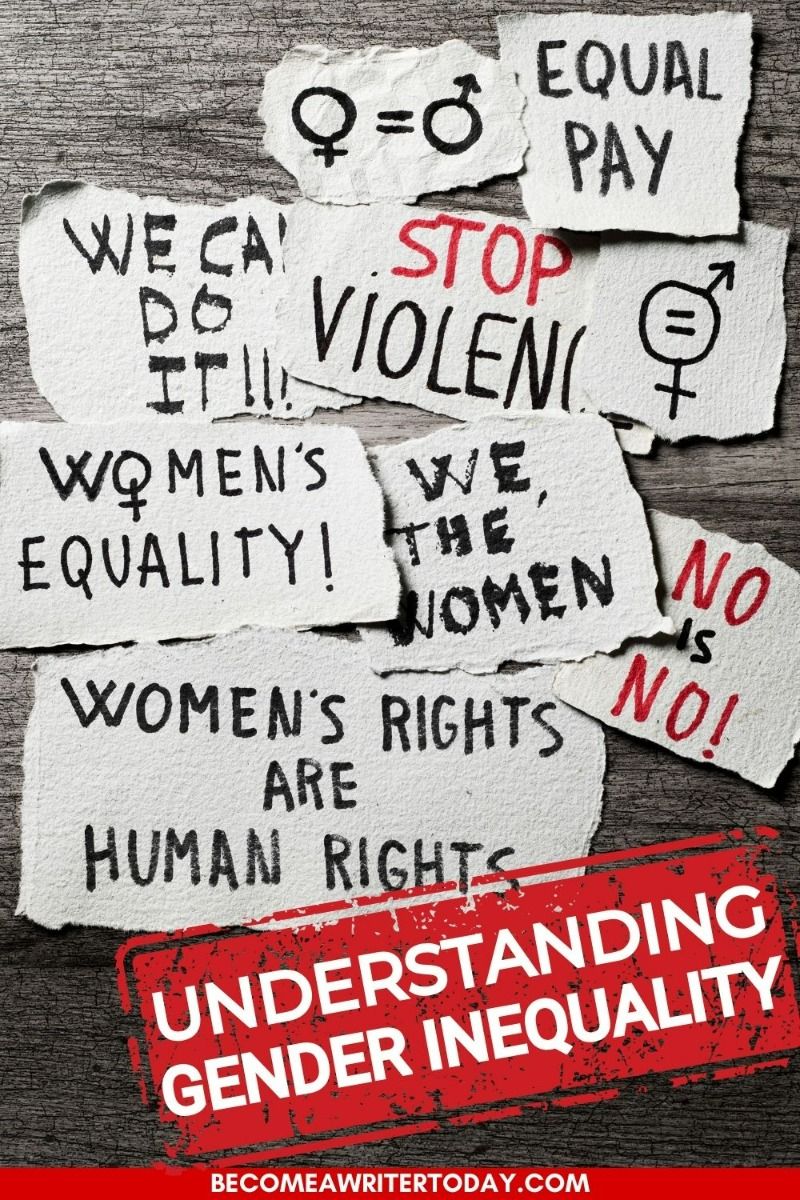 ♀=♂
EQUAL
PAY
WE CA
DO
IT!!!
STOP
VIOLENC
WOMEN'S
EQUALITY!
WE,
THE
WOMEN
NO
IS
NO!
WOMEN'S RIGHTS
ARE
HUMAN RIGHTS
UNDERSTANDING
GENDER INEQUALITY
BECOMEAWRITERTODAY.COM